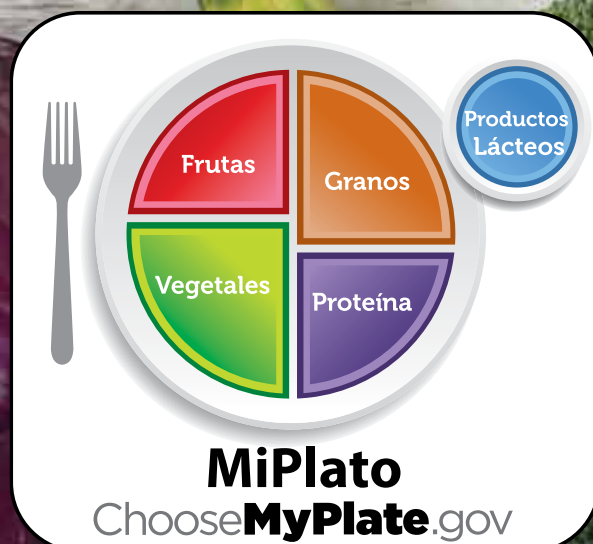 Frutas
Granos
Productos
Lácteos
Vegetales
Proteína
MiPlato
ChooseMyPlate.gov